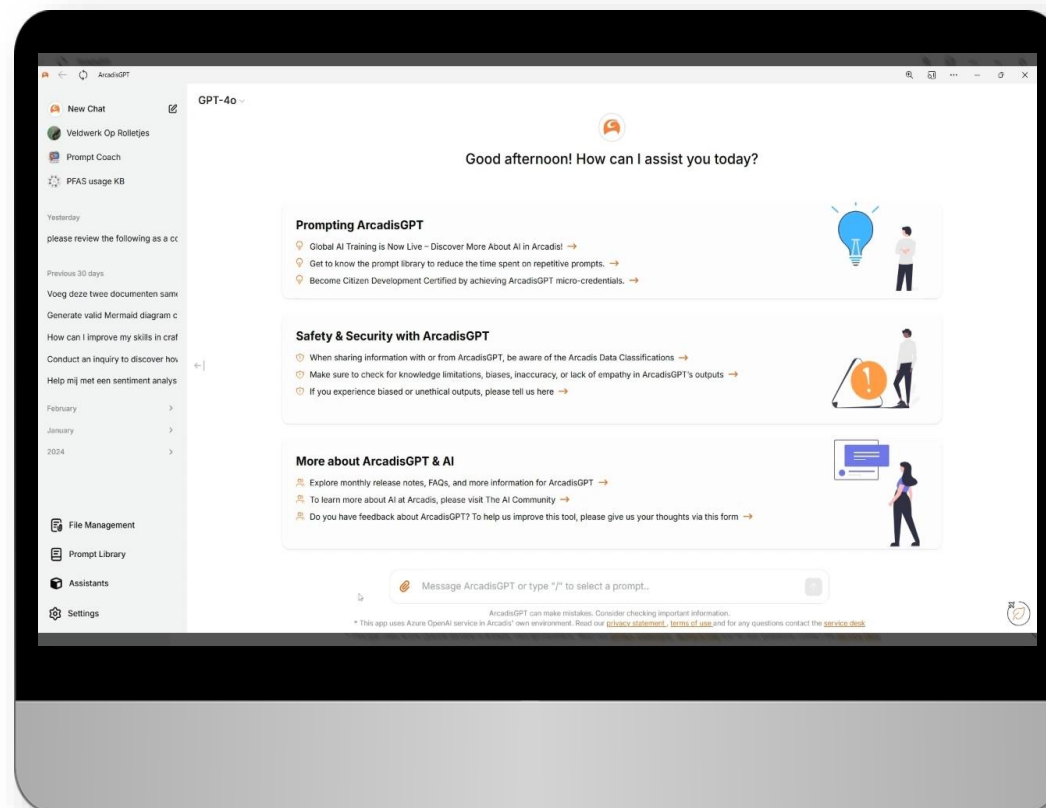 ArcadisGPT
New Chat
Veldwerk Op Rolletjes
Prompt Coach
PFAS usage KB
Yesterday
please review the following as a cc
Previous 30 days
Voeg deze twee documenten same
Generate valid Mermaid diagram c
How can I improve my skills in craf
Conduct an inquiry to discover hov
Help mij met een sentiment analys
February
January
2024
File Management
Prompt Library
Assistants
Settings
GPT-4o
Good afternoon! How can I assist you today?
Prompting ArcadisGPT
Global AI Training is Now Live – Discover More About AI in Arcadis! →
Get to know the prompt library to reduce the time spent on repetitive prompts. →
Become Citizen Development Certified by achieving ArcadisGPT micro-credentials. →
Safety & Security with ArcadisGPT
When sharing information with or from ArcadisGPT, be aware of the Arcadis Data Classifications →
Make sure to check for knowledge limitations, biases, inaccuracy, or lack of empathy in ArcadisGPT's outputs →
If you experience biased or unethical outputs, please tell us here →
More about ArcadisGPT & AI
Explore monthly release notes, FAQs, and more information for ArcadisGPT →
To learn more about AI at Arcadis, please visit The AI Community →
Do you have feedback about ArcadisGPT? To help us improve this tool, please give us your thoughts via this form →
Message ArcadisGPT or type "/" to select a prompt..
ArcadisGPT can make mistakes. Consider checking important information.
* This app uses Azure OpenAI service in Arcadis' own environment. Read our privacy statement , terms of use and for any questions contact the service desk